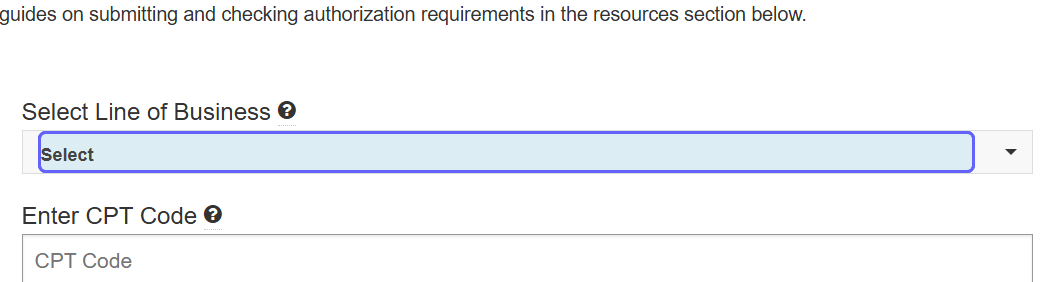 guides on submitting and checking authorization requirements in the resources section below.
Select Line of Business ?
Select
Enter CPT Code ?
CPT Code